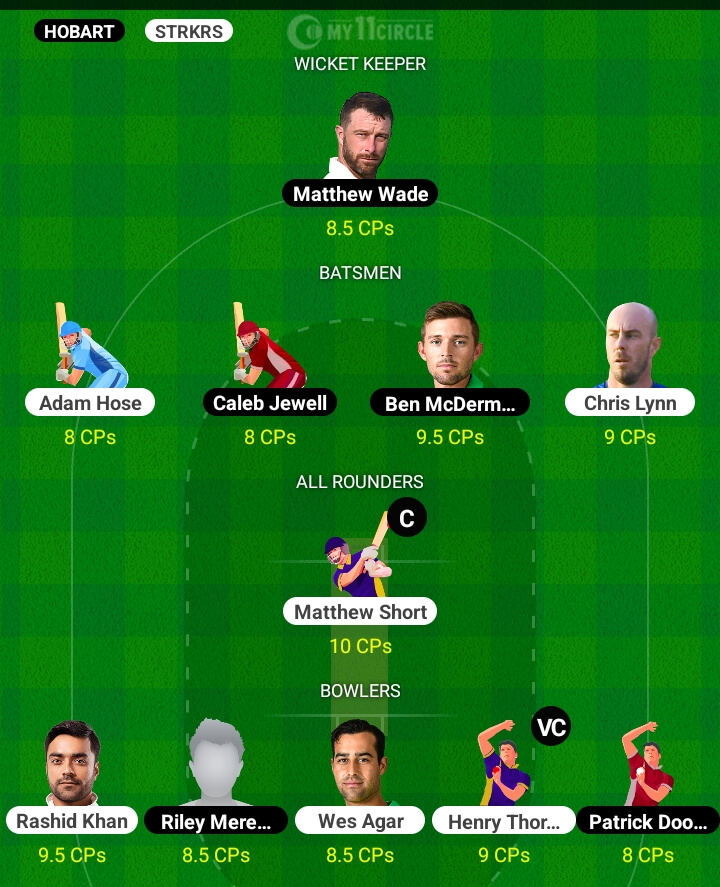 HOBART STRKRS MY11CIRCLE
WICKET KEEPER
Matthew Wade
8.5 CPs
BATSMEN
Adam Hose Caleb Jewell Ben McDerm... Chris Lynn
8 CPs 8 CPs 9.5 CPs 9 CPs
ALL ROUNDERS
C
Matthew Short
10 CPs
BOWLERS
VC
Rashid Khan Riley Mere... Wes Agar Henry Thor... Patrick Doo...
9.5 CPs 8.5 CPs 8.5 CPs 9 CPs 8 CPs